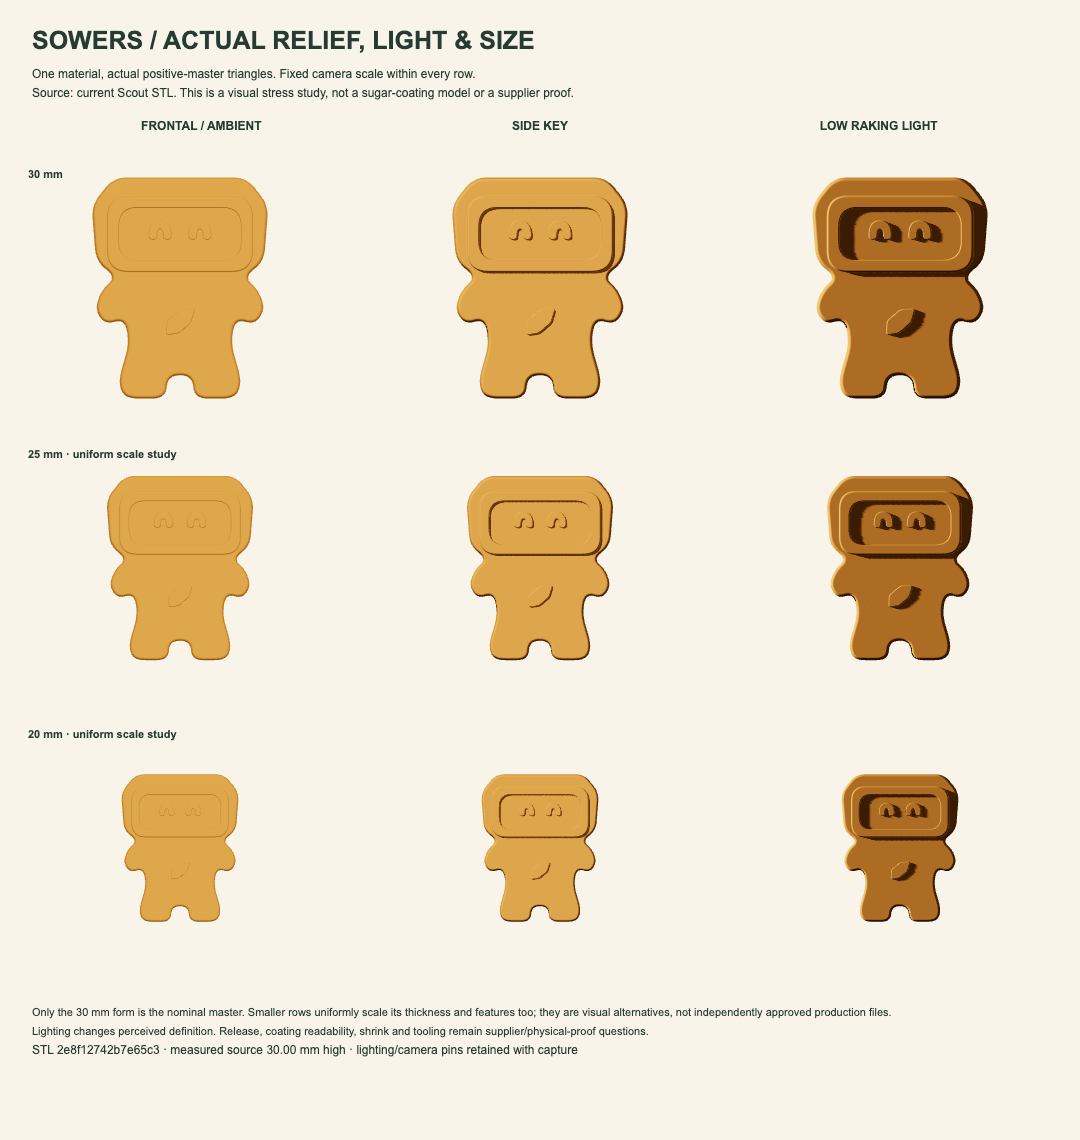 SOWERS / ACTUAL RELIEF, LIGHT & SIZE
One material, actual positive-master triangles. Fixed camera scale within every row.
Source: current Scout STL. This is a visual stress study, not a sugar-coating model or a supplier proof.
FRONTAL / AMBIENT
SIDE KEY
LOW RAKING LIGHT
30 mm
25 mm · uniform scale study
20 mm · uniform scale study
Only the 30 mm form is the nominal master. Smaller rows uniformly scale its thickness and features too; they are visual alternatives, not independently approved production files.
Lighting changes perceived definition. Release, coating readability, shrink and tooling remain supplier/physical-proof questions.
STL 2e8f12742b7e65c3 · measured source 30.00 mm high · lighting/camera pins retained with capture